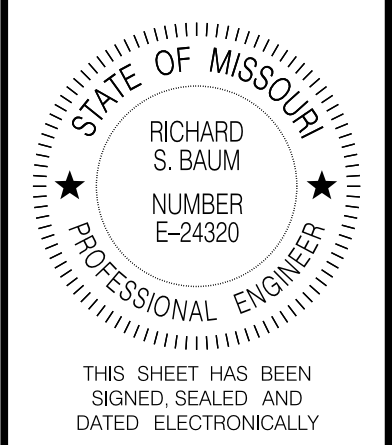 STATE OF MISSOURI
RICHARD
S. BAUM
NUMBER
E–24320
PROFESSIONAL ENGINEER
THIS SHEET HAS BEEN
SIGNED, SEALED AND
DATED ELECTRONICALLY